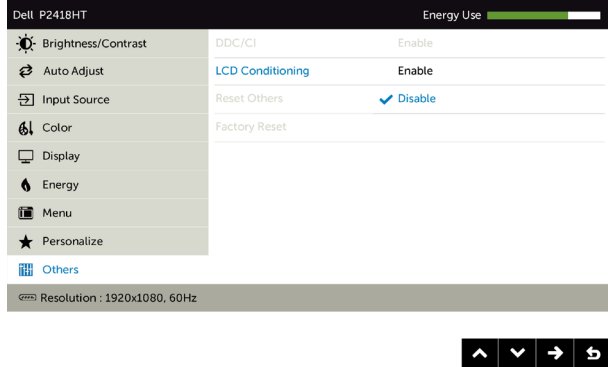 Dell P2418HT Energy Use
Brightness/Contrast DDC/CI Enable
Auto Adjust LCD Conditioning Enable
Input Source Reset Others Disable
Color Factory Reset
Display
Energy
Menu
Personalize
Others
Resolution : 1920x1080, 60Hz